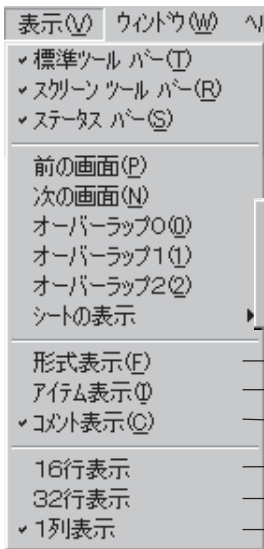 表示(V) ウィンドウ(W) ヘ
✓標準ツール バー(T)
✓スクリーン ツール バー(R)
✓ステータス バー(S)
前の画面(P)
次の画面(N)
オーバーラップ0(0)
オーバーラップ1(1)
オーバーラップ2(2)
シートの表示
形式表示(F)
アイテム表示(I)
✓コメント表示(C)
16行表示
32行表示
✓1列表示